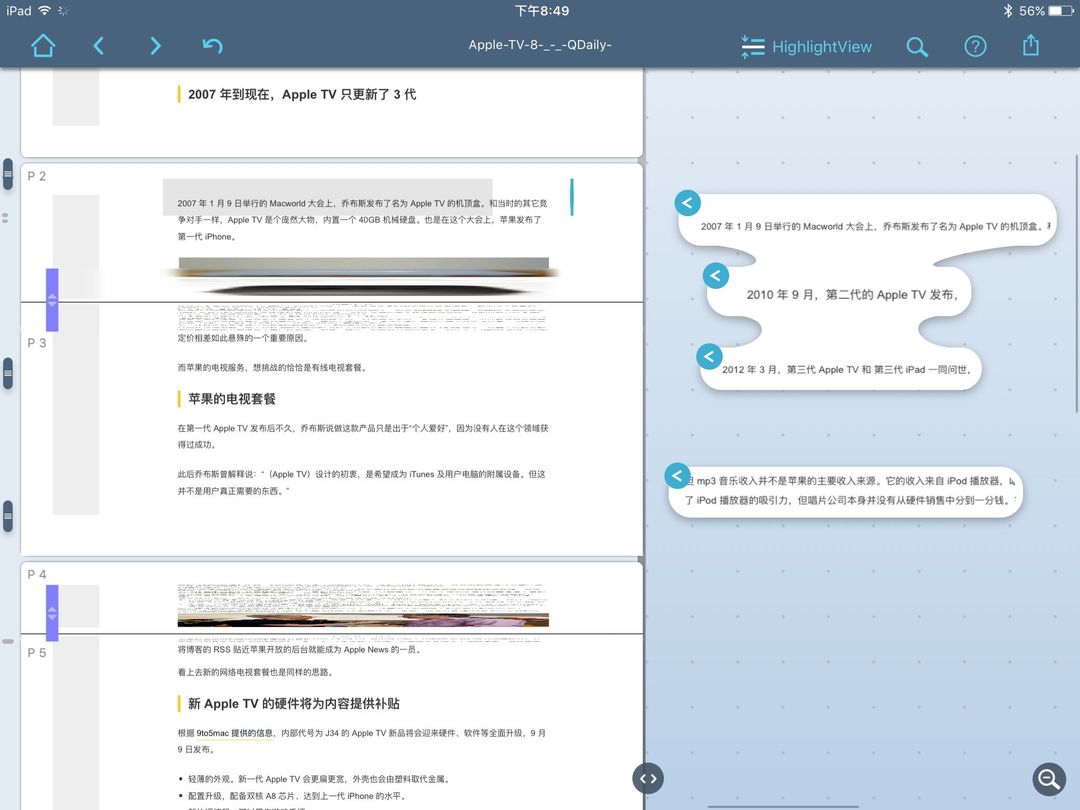 iPad
下午8:49
56%
Apple-TV-8-_-_-QDaily-
HighlightView
2007 年到现在，Apple TV 只更新了 3 代
P 2
2007 年 1 月 9 日举行的 Macworld 大会上，乔布斯发布了名为 Apple TV 的机顶盒。和当时的其它竞
争对手一样，Apple TV 是个庞然大物，内置一个 40GB 机械硬盘。也是在这个大会上，苹果发布了
第一代 iPhone。
P 3
定价相差如此悬殊的一个重要原因。
而苹果的电视服务，想挑战的恰恰是有线电视套餐。
苹果的电视套餐
在第一代 Apple TV 发布后不久，乔布斯说做这款产品只是出于“个人爱好”，因为没有人在这个领域获
得过成功。
此后乔布斯曾解释说：“（Apple TV）设计的初衷，是希望成为 iTunes 及用户电脑的附属设备。但这
并不是用户真正需要的东西。”
P 4
P 5
将博客的 RSS 贴近苹果开放的后台就能成为 Apple News 的一员。
看上去新的网络电视套餐也是同样的思路。
新 Apple TV 的硬件将为内容提供补贴
根据 9to5mac 提供的信息，内部代号为 J34 的 Apple TV 新品将会迎来硬件、软件等全面升级，9 月
9 日发布。
• 轻薄的外观。新一代 Apple TV 会更扁更宽，外壳也会由塑料取代金属。
• 配置升级，配备双核 A8 芯片、达到上一代 iPhone 的水平。
2007 年 1 月 9 日举行的 Macworld 大会上，乔布斯发布了名为 Apple TV 的机顶盒。
2010 年 9 月，第二代的 Apple TV 发布，
2012 年 3 月，第三代 Apple TV 和 第三代 iPad 一同问世，
但 mp3 音乐收入并不是苹果的主要收入来源。它的收入来自 iPod 播放器，
了 iPod 播放器的吸引力，但唱片公司本身并没有从硬件销售中分到一分钱。